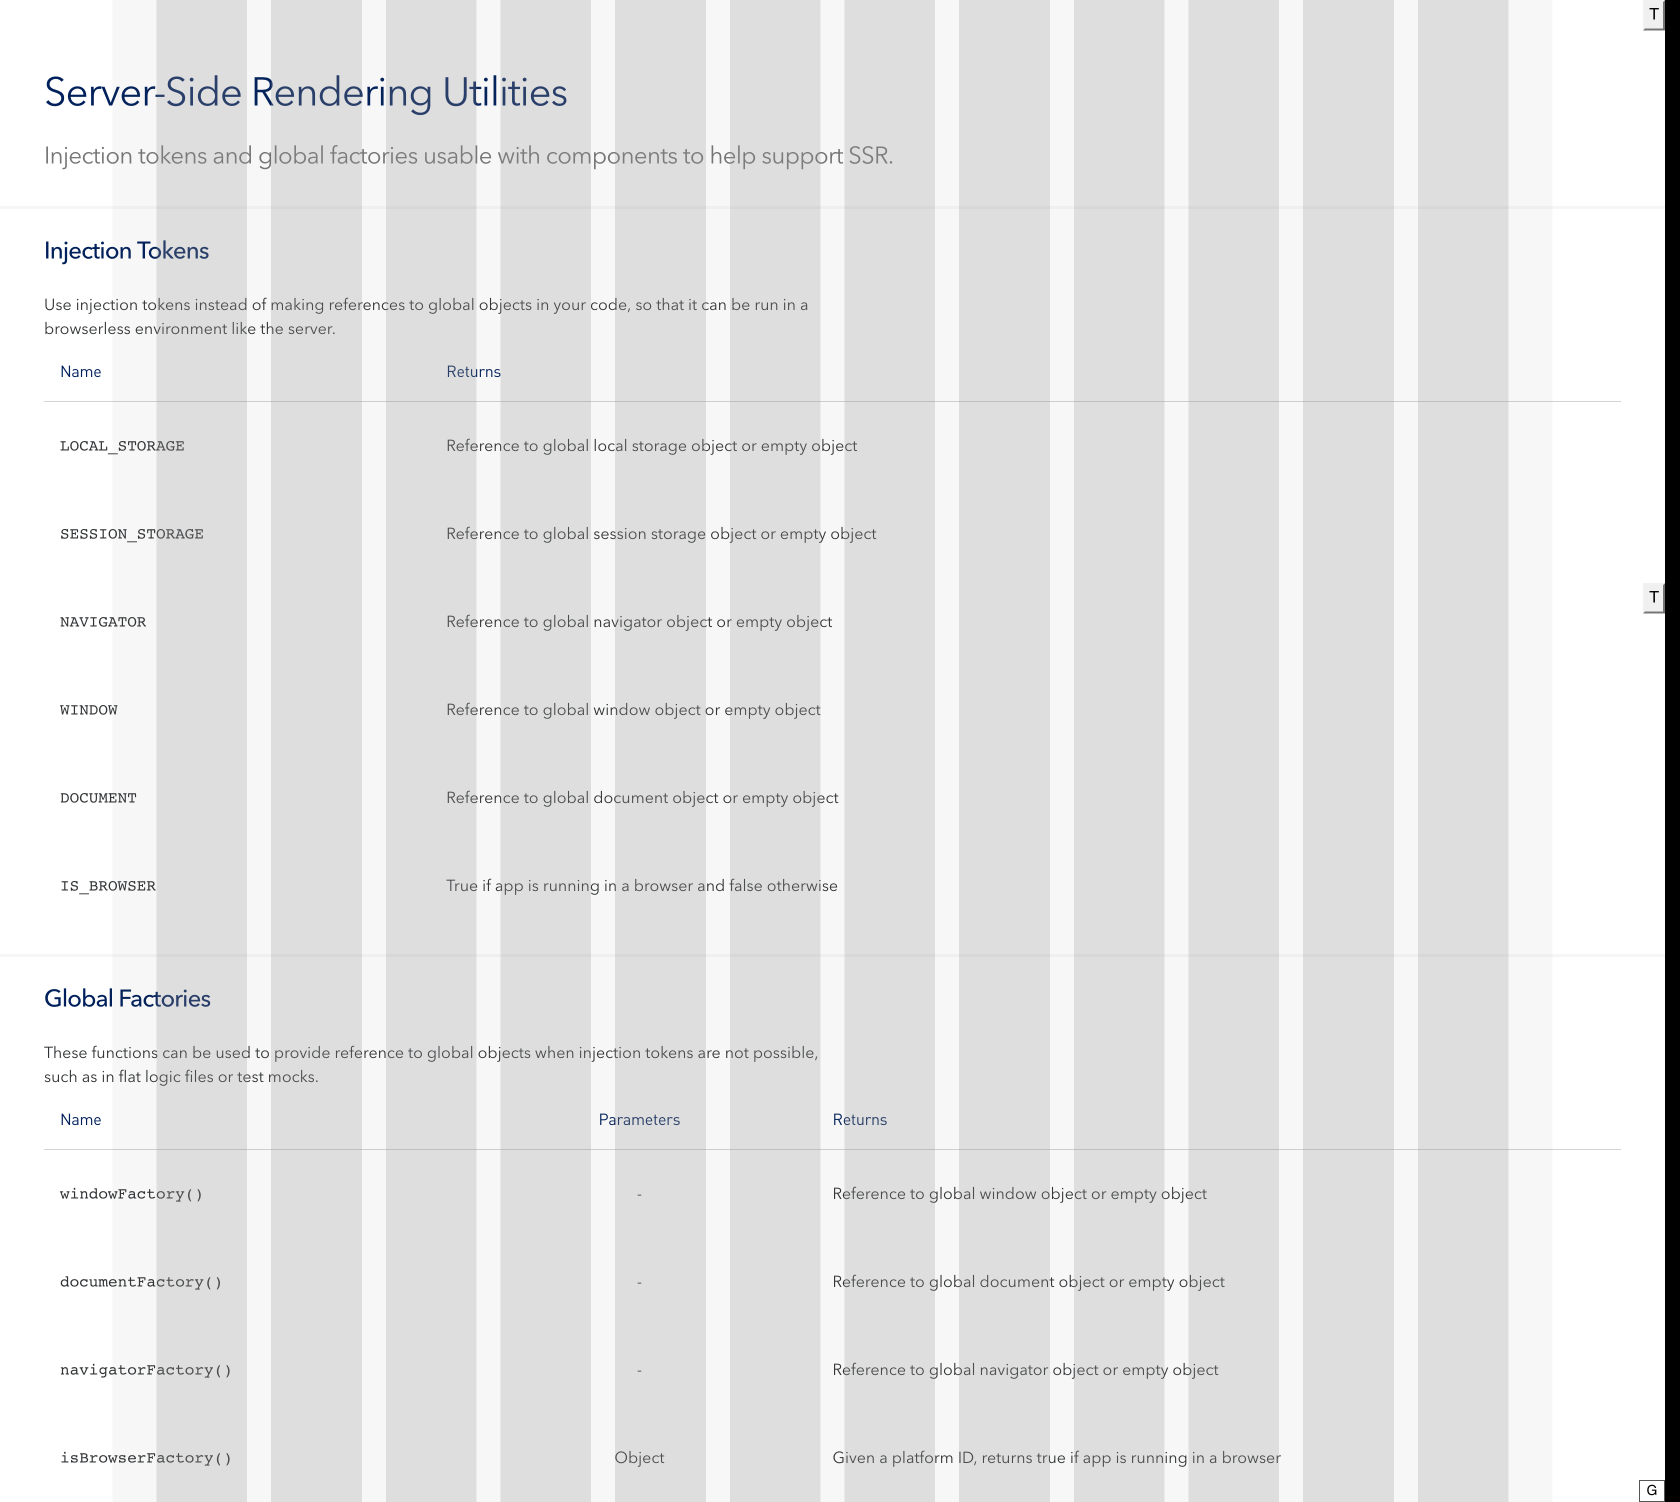 T
Server-Side Rendering Utilities
Injection tokens and global factories usable with components to help support SSR.
Injection Tokens
Use injection tokens instead of making references to global objects in your code, so that it can be run in a
browserless environment like the server.
Name Returns
LOCAL_STORAGE Reference to global local storage object or empty object
SESSION_STORAGE Reference to global session storage object or empty object
T
NAVIGATOR Reference to global navigator object or empty object
WINDOW Reference to global window object or empty object
DOCUMENT Reference to global document object or empty object
IS_BROWSER True if app is running in a browser and false otherwise
Global Factories
These functions can be used to provide reference to global objects when injection tokens are not possible,
such as in flat logic files or test mocks.
Name Parameters Returns
windowFactory() - Reference to global window object or empty object
documentFactory() - Reference to global document object or empty object
navigatorFactory() - Reference to global navigator object or empty object
isBrowserFactory() Object Given a platform ID, returns true if app is running in a browser
G